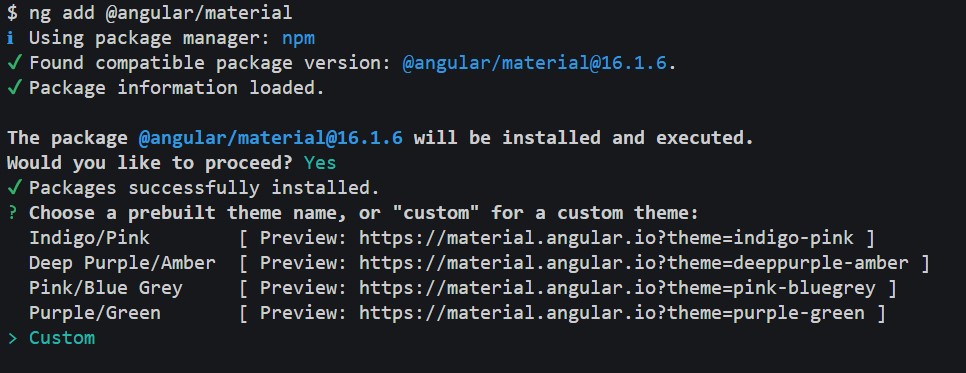 $ ng add @angular/material
i Using package manager: npm
✓ Found compatible package version: @angular/material@16.1.6.
✓ Package information loaded.
The package @angular/material@16.1.6 will be installed and executed.
Would you like to proceed? Yes
✓ Packages successfully installed.
? Choose a prebuilt theme name, or "custom" for a custom theme:
Indigo/Pink [ Preview: https://material.angular.io?theme=indigo-pink ]
Deep Purple/Amber [ Preview: https://material.angular.io?theme=deeppurple-amber ]
Pink/Blue Grey [ Preview: https://material.angular.io?theme=pink-bluegrey ]
Purple/Green [ Preview: https://material.angular.io?theme=purple-green ]
> Custom